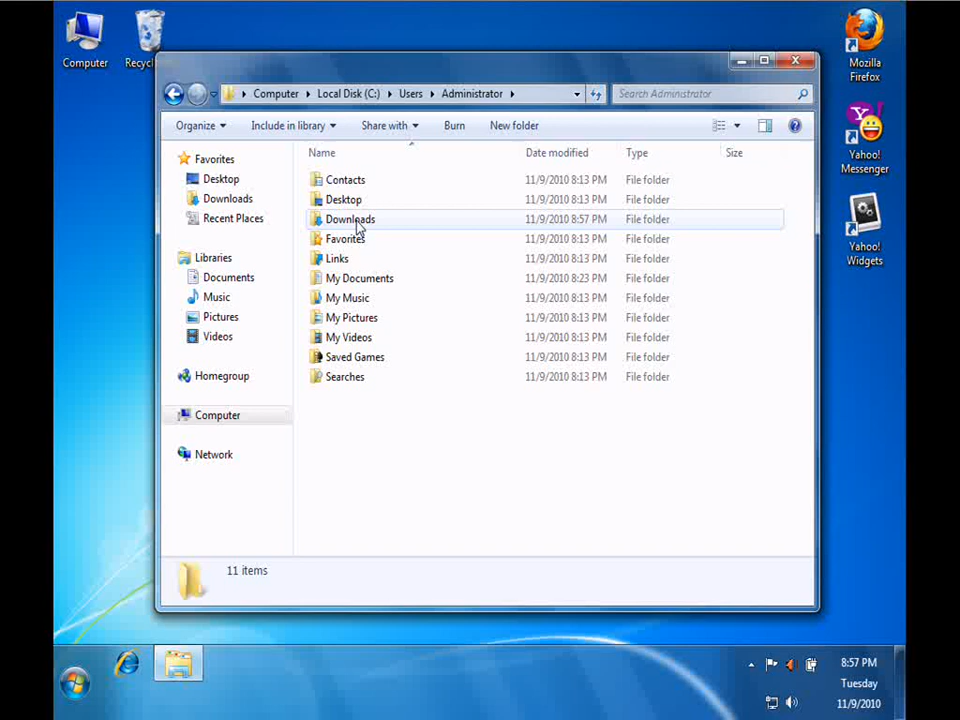 Computer
Recyc
Mozilla
Firefox
Yahoo!
Messenger
Yahoo!
Widgets
Computer Local Disk (C:) Users Administrator Search Administrator
Organize Include in library Share with Burn New folder
Name Date modified Type Size
Favorites
Desktop
Downloads
Recent Places
Libraries
Documents
Music
Pictures
Videos
Homegroup
Computer
Network
Contacts 11/9/2010 8:13 PM File folder
Desktop 11/9/2010 8:13 PM File folder
Downloads 11/9/2010 8:57 PM File folder
Favorites 11/9/2010 8:13 PM File folder
Links 11/9/2010 8:13 PM File folder
My Documents 11/9/2010 8:23 PM File folder
My Music 11/9/2010 8:13 PM File folder
My Pictures 11/9/2010 8:13 PM File folder
My Videos 11/9/2010 8:13 PM File folder
Saved Games 11/9/2010 8:13 PM File folder
Searches 11/9/2010 8:13 PM File folder
11 items
8:57 PM
Tuesday
11/9/2010